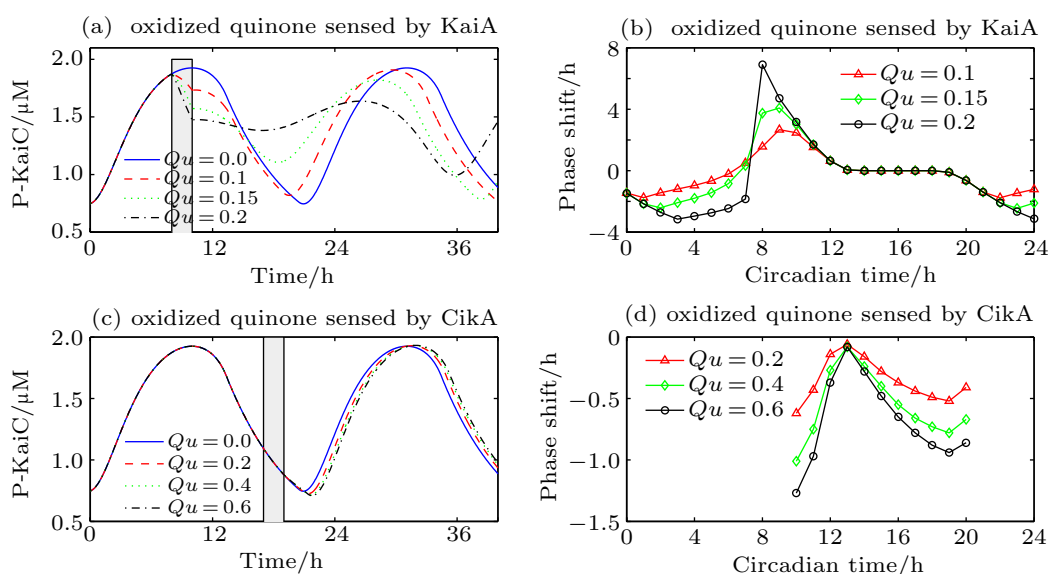 (a) oxidized quinone sensed by KaiA
P-KaiC/μM
2.0
1.5
1.0
0.5
Qu = 0.0
Qu = 0.1
Qu = 0.15
Qu = 0.2
0 12 24 36
Time/h
(b) oxidized quinone sensed by KaiA
Phase shift/h
8
4
0
−4
Qu = 0.1
Qu = 0.15
Qu = 0.2
0 4 8 12 16 20 24
Circadian time/h
(c) oxidized quinone sensed by CikA
P-KaiC/μM
2.0
1.5
1.0
0.5
Qu = 0.0
Qu = 0.2
Qu = 0.4
Qu = 0.6
0 12 24 36
Time/h
(d) oxidized quinone sensed by CikA
Phase shift/h
0
−0.5
−1.0
−1.5
Qu = 0.2
Qu = 0.4
Qu = 0.6
0 4 8 12 16 20 24
Circadian time/h